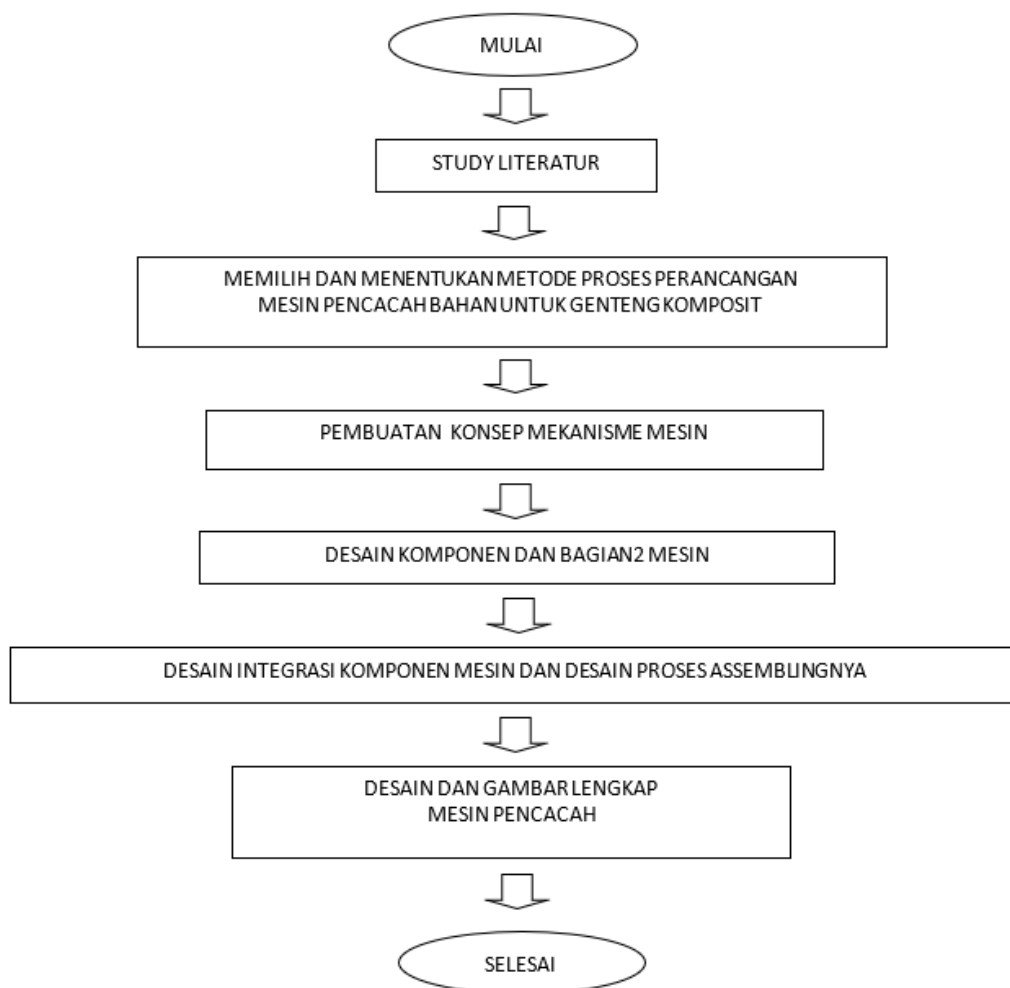 MULAI
STUDY LITERATUR
MEMILIH DAN MENENTUKAN METODE PROSES PERANCANGAN
MESIN PENCACAH BAHAN UNTUK GENTENG KOMPOSIT
PEMBUATAN KONSEP MEKANISME MESIN
DESAIN KOMPONEN DAN BAGIAN2 MESIN
DESAIN INTEGRASI KOMPONEN MESIN DAN DESAIN PROSES ASSEMBLINGNYA
DESAIN DAN GAMBAR LENGKAP
MESIN PENCACAH
SELESAI